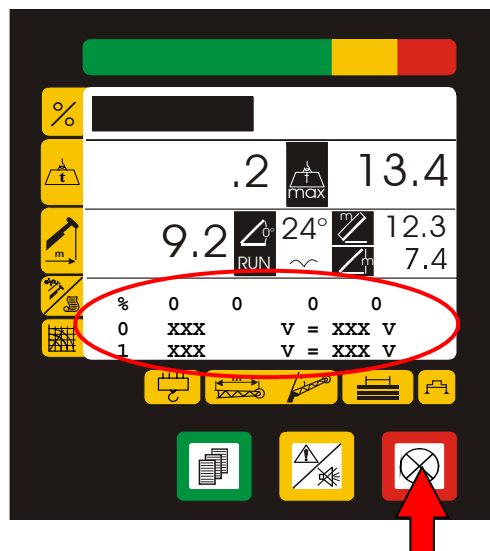 %
t
.2 t max 13.4
m
9.2 0° RUN 24° m 12.3
m 7.4
%
% 0 0 0 0
0 xxx V = xxx V
1 xxx V = xxx V
m